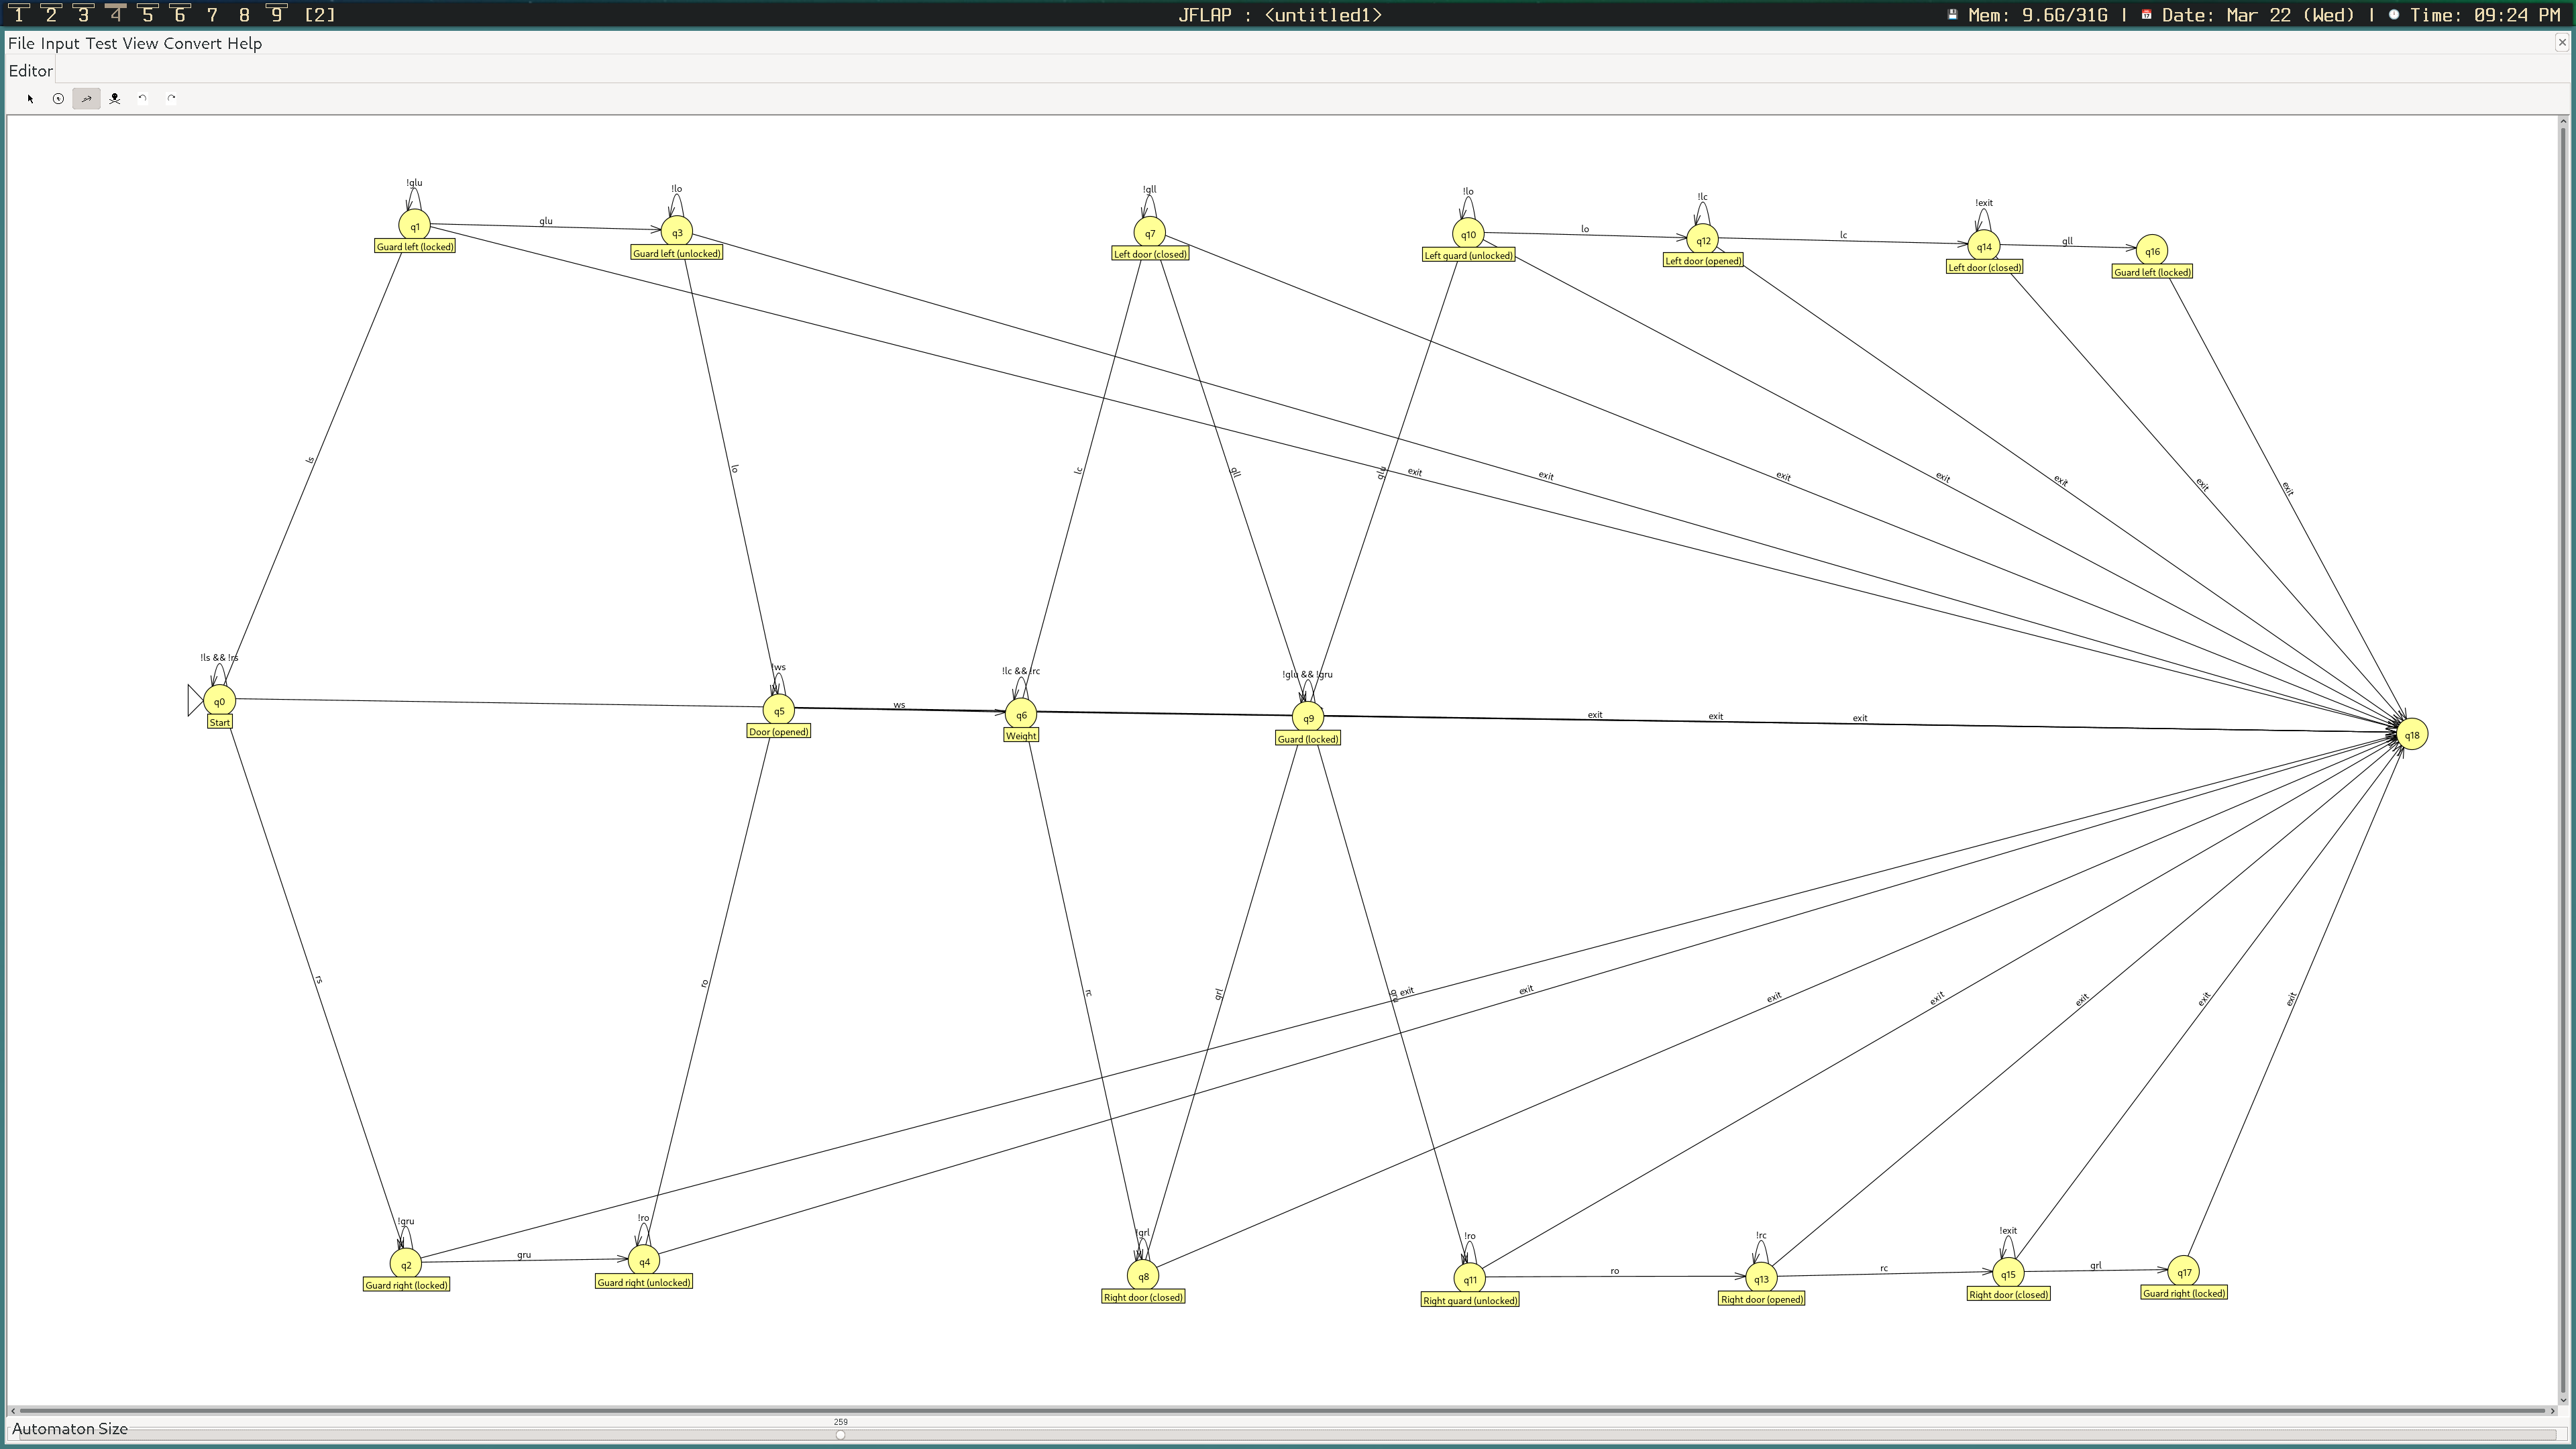 1 2 3 4 5 6 7 8 9 [2]
JFLAP : <untitled1>
Mem: 9.6G/31G | Date: Mar 22 (Wed) | Time: 09:24 PM
File Input Test View Convert Help
Editor
!glu
!lo
!gll
!lo
!lc
!exit
q1
glu
q3
q7
q10
lo
q12
lc
q14
gll
q16
Guard left (locked)
Guard left (unlocked)
Left door (closed)
Left guard (unlocked)
Left door (opened)
Left door (closed)
Guard left (locked)
ls
lo
lc
gll
glu
exit
exit
exit
exit
exit
exit
exit
!ls && !rs
!ws
!lc && !rc
!glu && !gru
q0
q5
ws
q6
q9
exit
exit
exit
q18
Start
Door (opened)
Weight
Guard (locked)
rs
ro
rc
grl
gru
exit
exit
exit
exit
exit
exit
exit
!gru
!ro
!grl
!ro
!rc
!exit
q2
gru
q4
q8
q11
ro
q13
rc
q15
grl
q17
Guard right (locked)
Guard right (unlocked)
Right door (closed)
Right guard (unlocked)
Right door (opened)
Right door (closed)
Guard right (locked)
Automaton Size
259